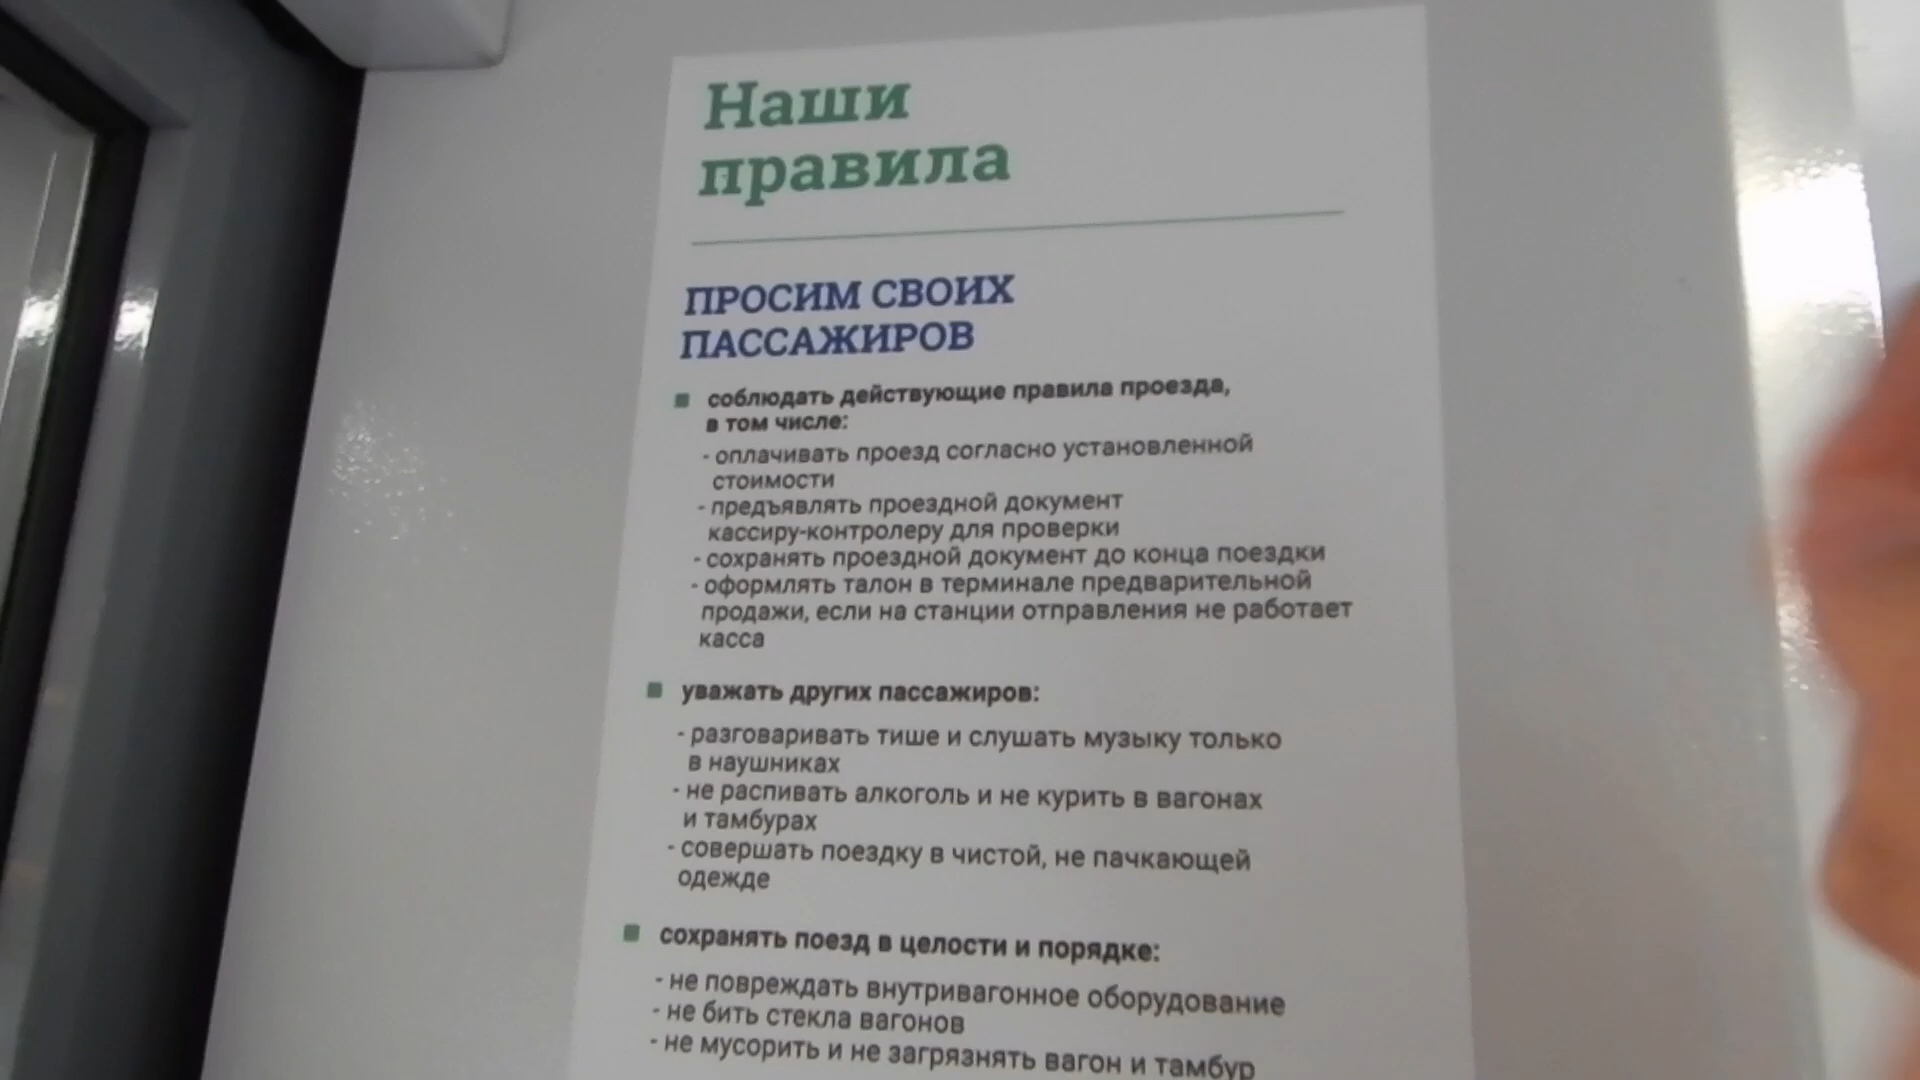 Наши
правила
ПРОСИМ СВОИХ
ПАССАЖИРОВ
соблюдать действующие правила проезда,
в том числе:
- оплачивать проезд согласно установленной
стоимости
- предъявлять проездной документ
кассиру-контролеру для проверки
- сохранять проездной документ до конца поездки
- оформлять талон в терминале предварительной
продажи, если на станции отправления не работает
касса
уважать других пассажиров:
- разговаривать тише и слушать музыку только
в наушниках
- не распивать алкоголь и не курить в вагонах
и тамбурах
- совершать поездку в чистой, не пачкающей
одежде
сохранять поезд в целости и порядке:
- не повреждать внутривагонное оборудование
- не бить стекла вагонов
- не мусорить и не загрязнять вагон и тамбур